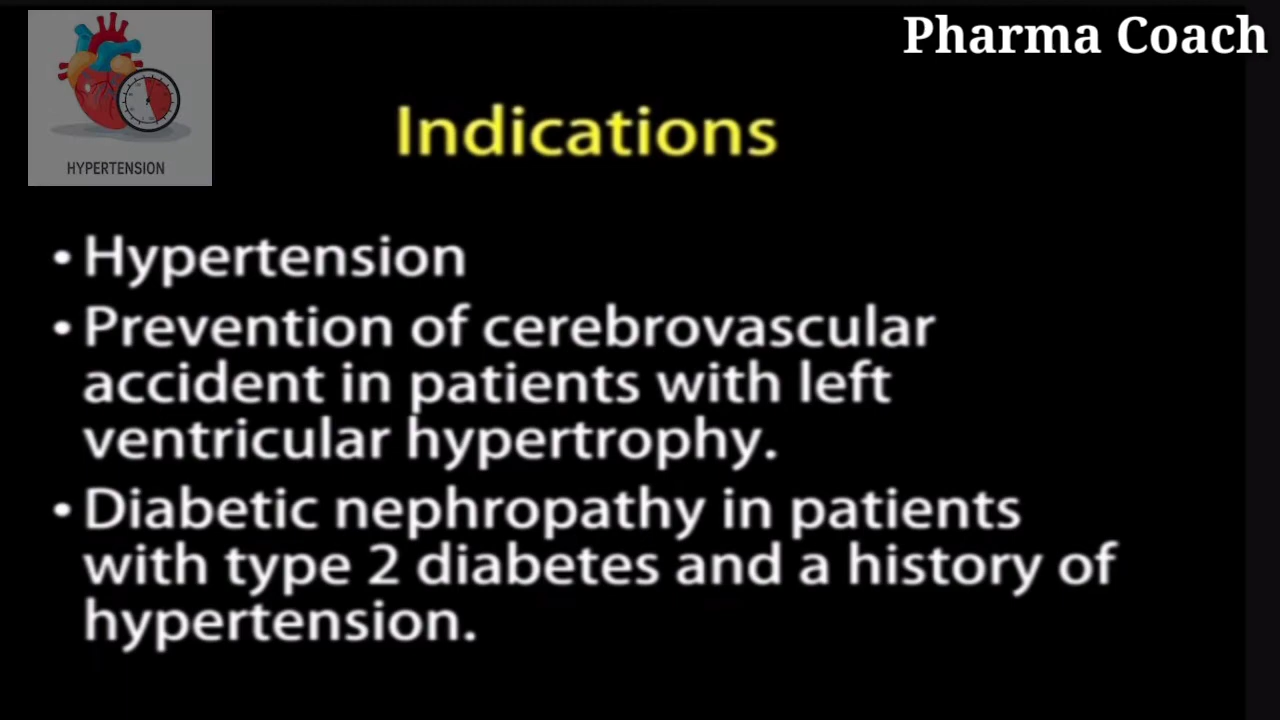 Pharma Coach
HYPERTENSION
Indications
• Hypertension
• Prevention of cerebrovascular
accident in patients with left
ventricular hypertrophy.
• Diabetic nephropathy in patients
with type 2 diabetes and a history of
hypertension.